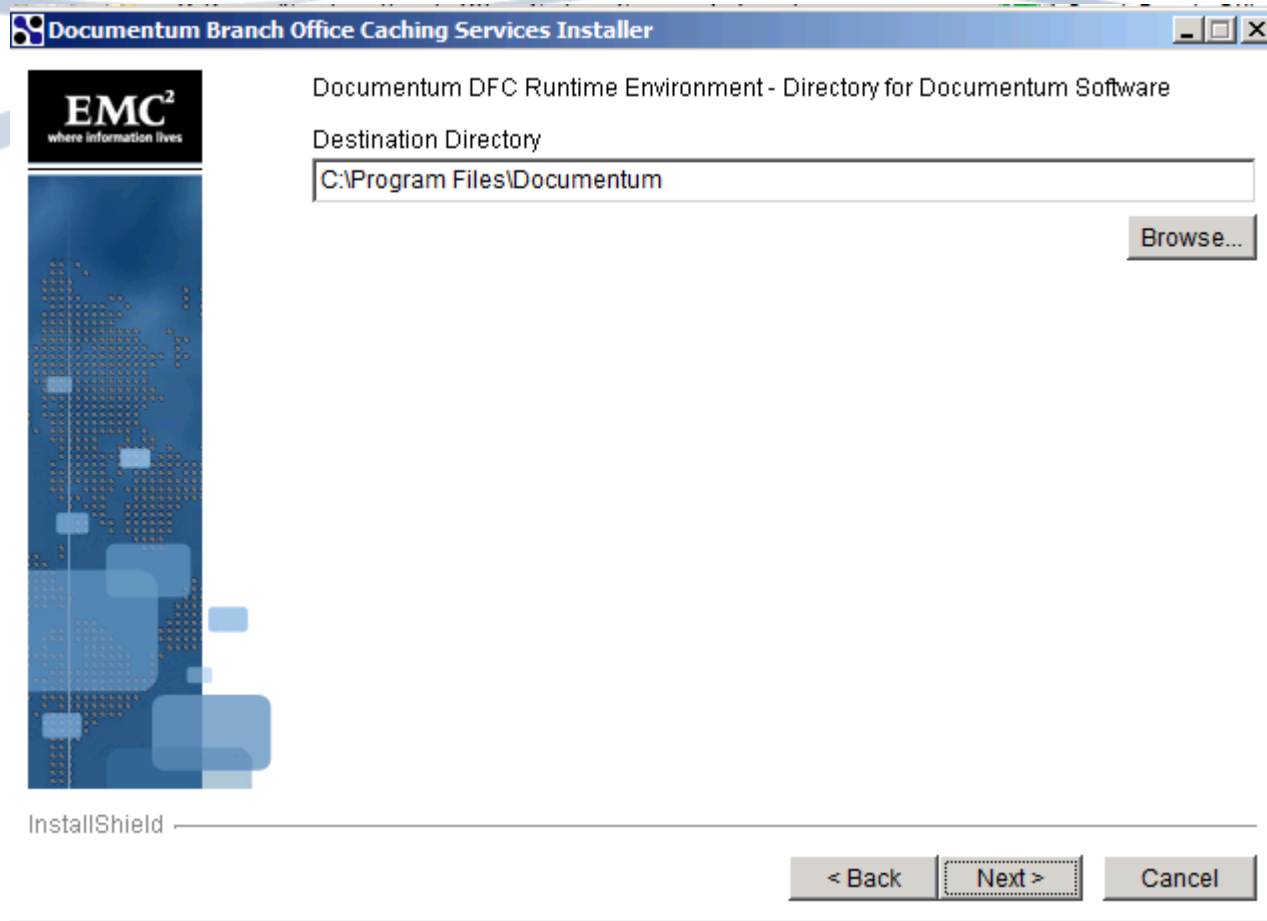 Documentum Branch Office Caching Services Installer
EMC²
where information lives
Documentum DFC Runtime Environment - Directory for Documentum Software
Destination Directory
C:\Program Files\Documentum
Browse...
InstallShield
< Back
Next >
Cancel